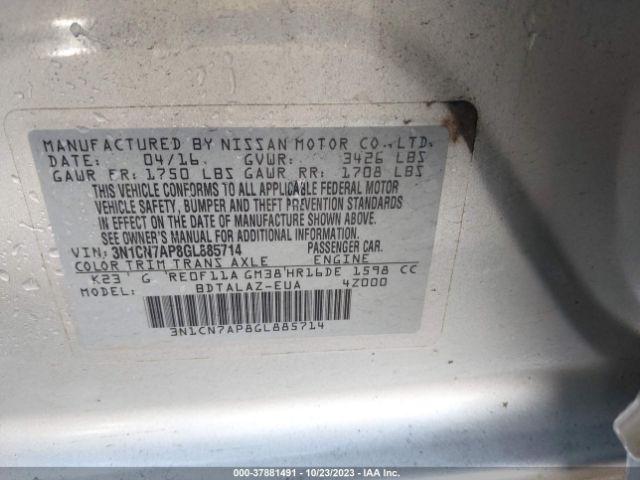 MANUFACTURED BY NISSAN MOTOR CO., LTD.
DATE: 04/16 GVWR: 3426 LBS
GAWR FR: 1750 LBS GAWR RR: 1708 LBS
THIS VEHICLE CONFORMS TO ALL APPLICABLE FEDERAL MOTOR
VEHICLE SAFETY, BUMPER AND THEFT PREVENTION STANDARDS
IN EFFECT ON THE DATE OF MANUFACTURE SHOWN ABOVE.
SEE OWNER'S MANUAL FOR ADDITIONAL INFORMATION.
VIN: 3N1CN7AP8GL885714 PASSENGER CAR.
COLOR TRIM TRANS AXLE ENGINE
K23 G RE0F11A GM38 HR16DE 1598 CC
MODEL: BDTALAZ-EUA 4Z000
3N1CN7AP8GL885714
000-37881491 - 10/23/2023 - IAA Inc.